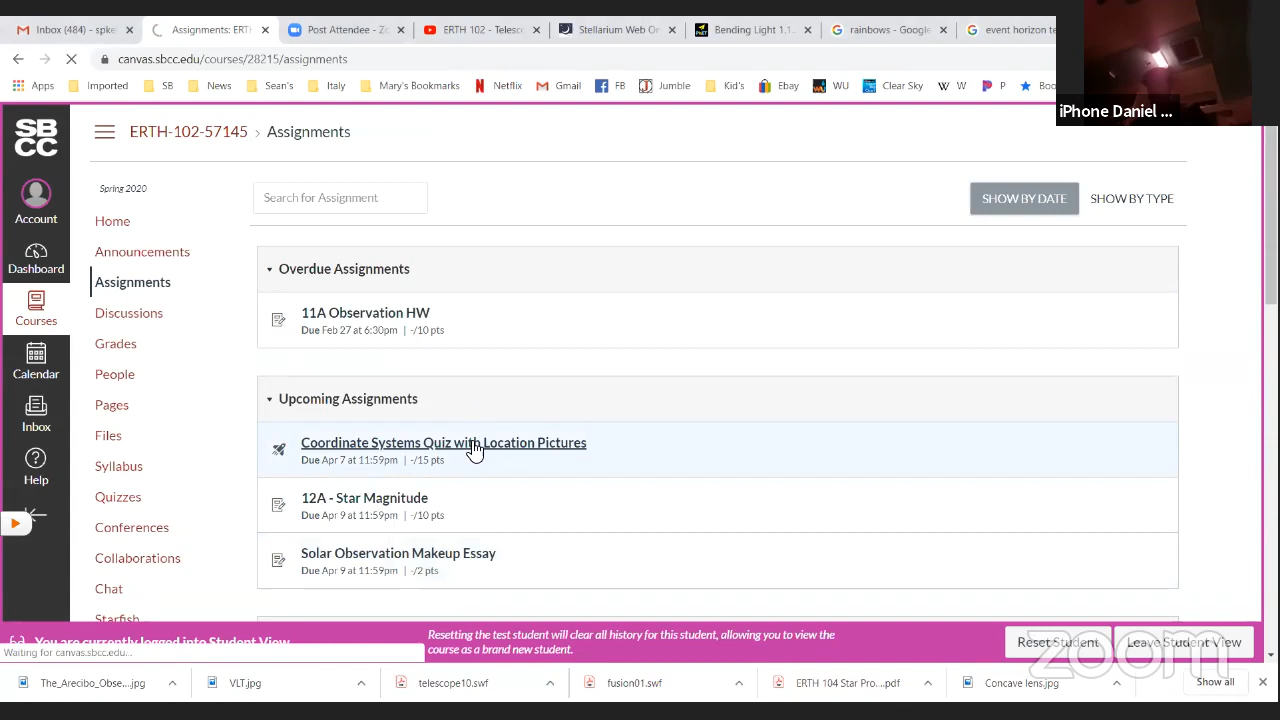 Inbox (484) - spke
Assignments: ERTH
Post Attendee - Zo
ERTH 102 - Telesc
Stellarium Web On
Bending Light 1.1.
rainbows - Google
event horizon te
canvas.sbcc.edu/courses/28215/assignments
Apps
Imported
SB
News
Sean's
Italy
Mary's Bookmarks
Netflix
Gmail
FB
Jumble
Kid's
Ebay
WU
Clear Sky
W
P
Boo
iPhone Daniel ...
SB
CC
Account
Dashboard
Courses
Calendar
Inbox
Help
ERTH-102-57145 › Assignments
Spring 2020
Home
Announcements
Assignments
Discussions
Grades
People
Pages
Files
Syllabus
Quizzes
Conferences
Collaborations
Chat
Starfish
Search for Assignment
SHOW BY DATE
SHOW BY TYPE
Overdue Assignments
11A Observation HW
Due Feb 27 at 6:30pm | -/10 pts
Upcoming Assignments
Coordinate Systems Quiz with Location Pictures
Due Apr 7 at 11:59pm | -/15 pts
12A - Star Magnitude
Due Apr 9 at 11:59pm | -/10 pts
Solar Observation Makeup Essay
Due Apr 9 at 11:59pm | -/2 pts
You are currently logged into Student View
Resetting the test student will clear all history for this student, allowing you to view the
course as a brand new student.
Reset Student
Leave Student View
zoom
Waiting for canvas.sbcc.edu...
The_Arecibo_Obse....jpg
VLT.jpg
telescope10.swf
fusion01.swf
ERTH 104 Star Pro....pdf
Concave lens.jpg
Show all